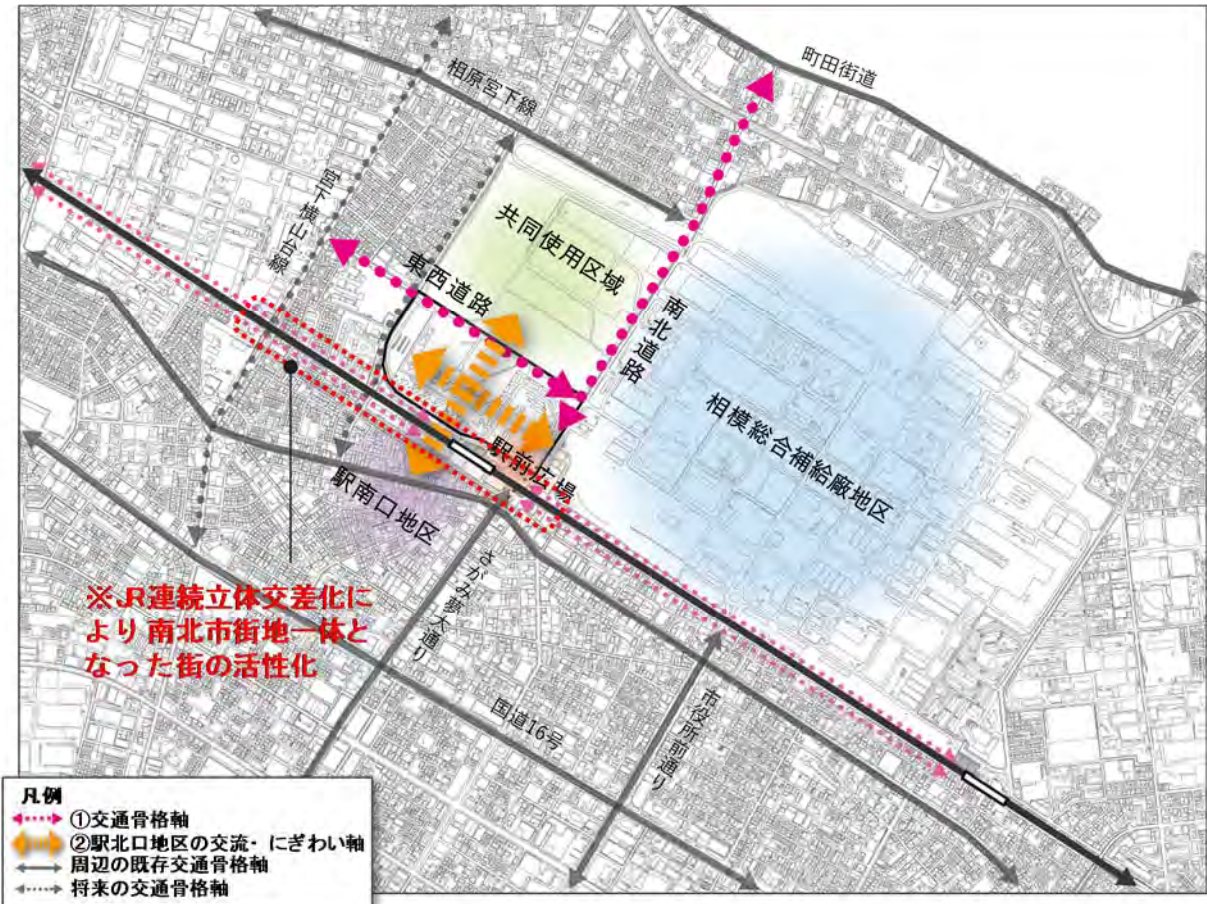 町田街道
相原宮下線
宮下横山台線
共同使用区域
東西道路
南北道路
相模総合補給廠地区
駅前広場
駅南口地区
さがみ夢大通り
※JR連続立体交差化に
より南北市街地一体と
なった街の活性化
国道16号
市役所前通り
凡例
①交通骨格軸
②駅北口地区の交流・にぎわい軸
周辺の既存交通骨格軸
将来の交通骨格軸